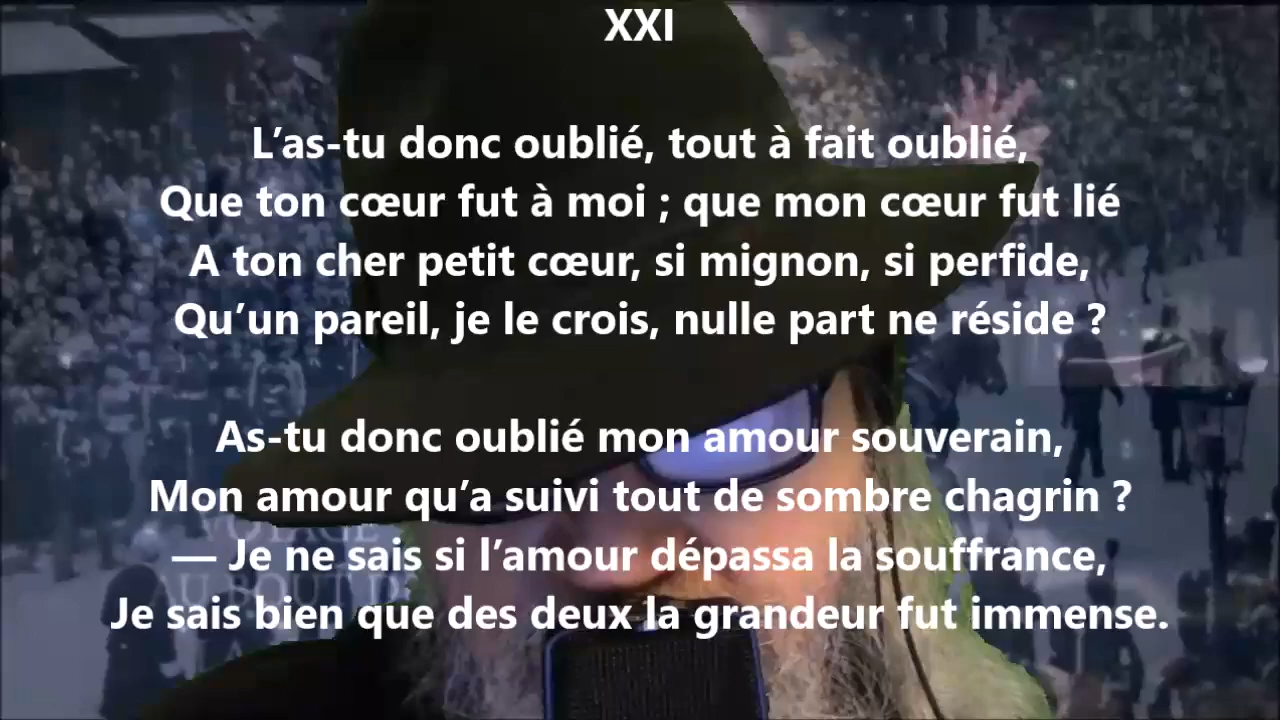 XXI
L’as-tu donc oublié, tout à fait oublié,
Que ton cœur fut à moi ; que mon cœur fut lié
A ton cher petit cœur, si mignon, si perfide,
Qu’un pareil, je le crois, nulle part ne réside ?
As-tu donc oublié mon amour souverain,
Mon amour qu’a suivi tout de sombre chagrin ?
— Je ne sais si l’amour dépassa la souffrance,
Je sais bien que des deux la grandeur fut immense.
VOYAGE
AU BOUT D